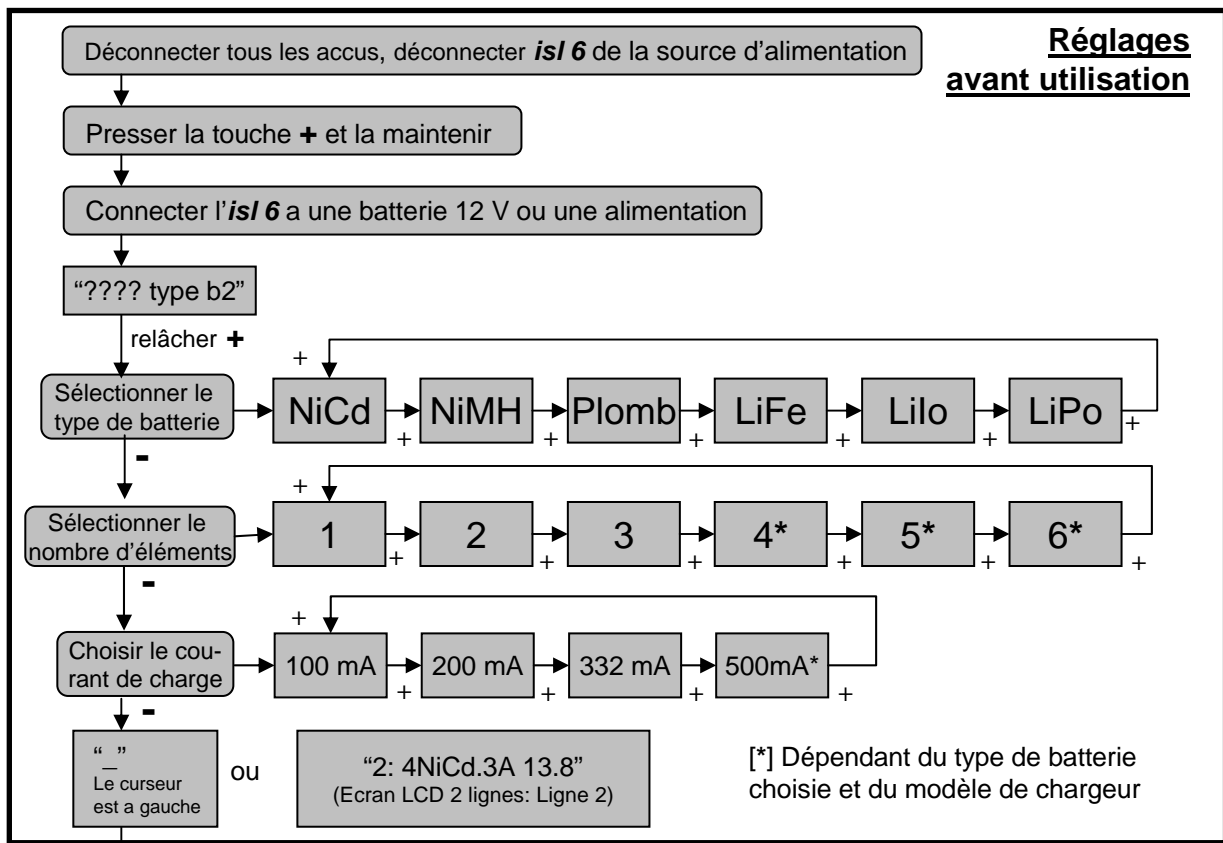 Réglages
avant utilisation
Déconnecter tous les accus, déconnecter isl 6 de la source d'alimentation
Presser la touche + et la maintenir
Connecter l'isl 6 a une batterie 12 V ou une alimentation
“???? type b2”
relâcher +
Sélectionner le
type de batterie
+
NiCd + NiMH + Plomb + LiFe + LiIo + LiPo +
-
Sélectionner le
nombre d'éléments
+
1 + 2 + 3 + 4* + 5* + 6* +
-
Choisir le cou-
rant de charge
+
100 mA + 200 mA + 332 mA + 500mA* +
-
“_”
Le curseur
est a gauche
ou
“2: 4NiCd.3A 13.8”
(Ecran LCD 2 lignes: Ligne 2)
[*] Dépendant du type de batterie
choisie et du modèle de chargeur